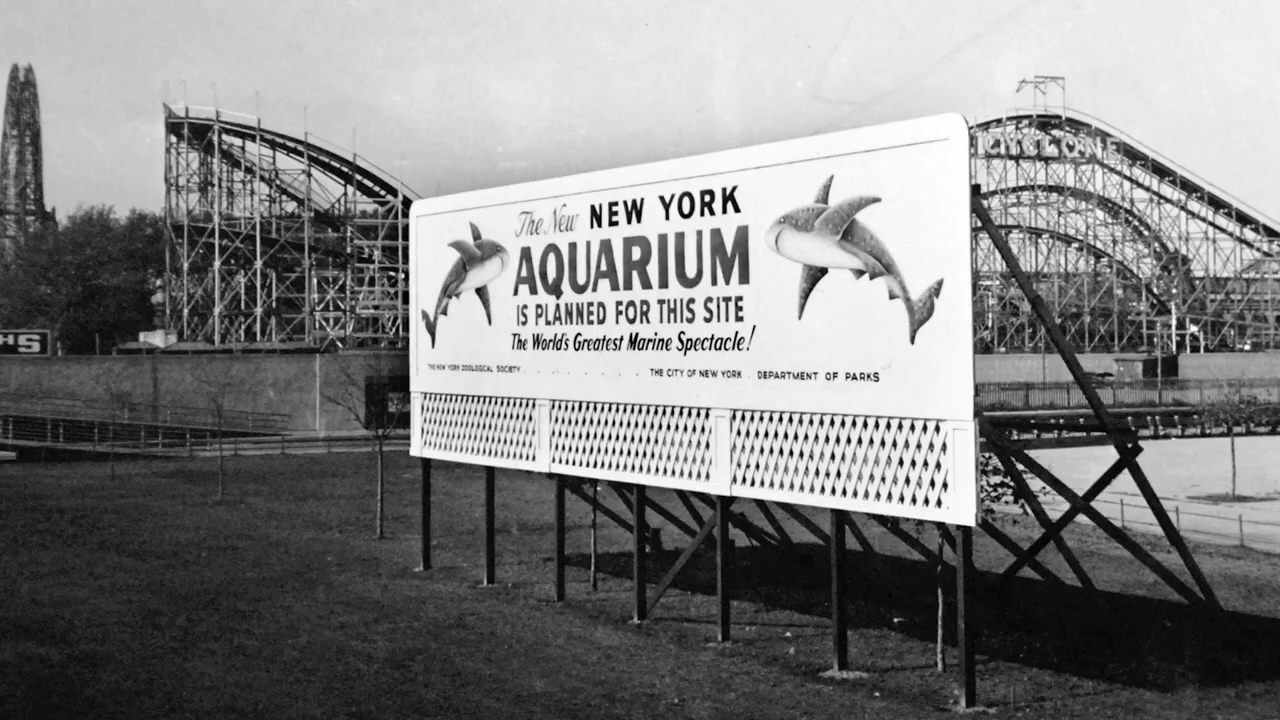 The New NEW YORK
AQUARIUM
IS PLANNED FOR THIS SITE
The World's Greatest Marine Spectacle!
THE NEW YORK ZOOLOGICAL SOCIETY . . . . . . . . . . THE CITY OF NEW YORK . DEPARTMENT OF PARKS
CYCLONE
HS